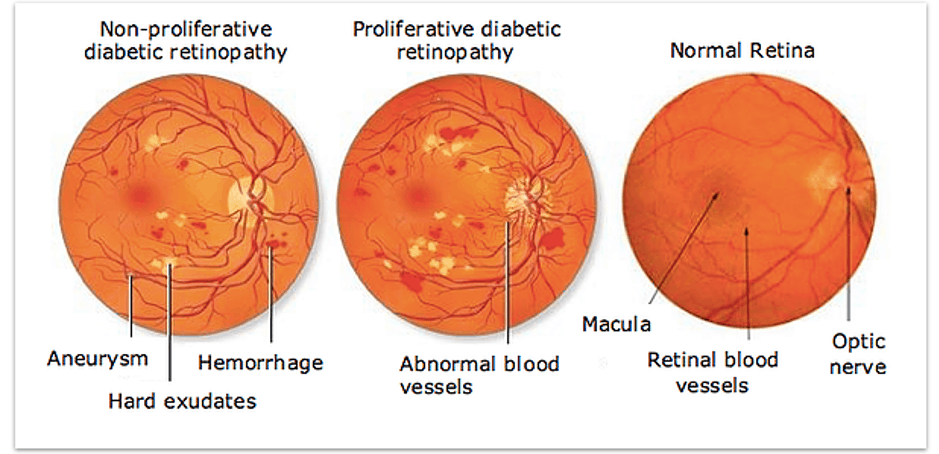 Non-proliferative
diabetic retinopathy
Proliferative diabetic
retinopathy
Normal Retina
Aneurysm
Hard exudates
Hemorrhage
Abnormal blood
vessels
Macula
Retinal blood
vessels
Optic
nerve